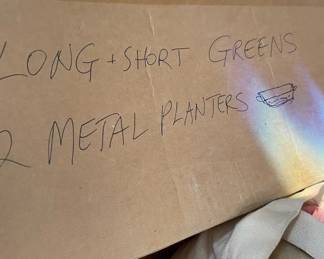 LONG + SHORT GREENS
2 METAL PLANTERS